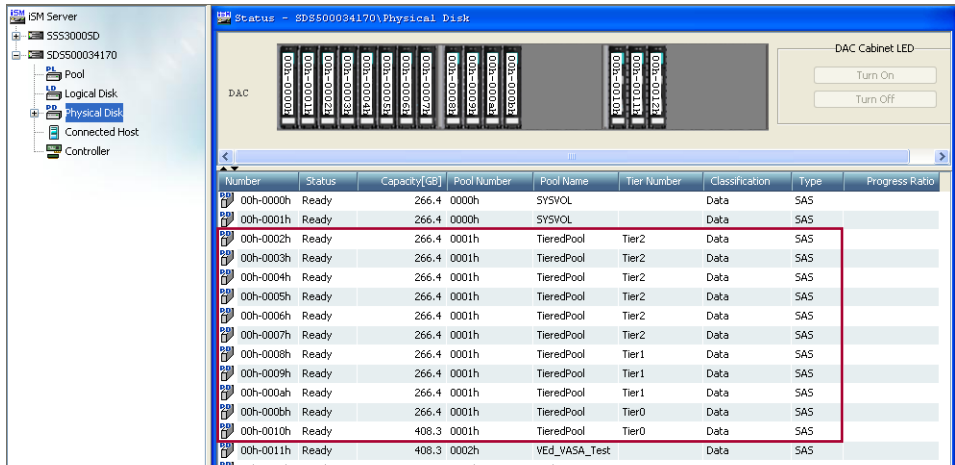 iSM Server
SSS3000SD
SDS500034170
Pool
Logical Disk
Physical Disk
Connected Host
Controller
Status - SDS500034170\Physical Disk
DAC
00h-0000h 00h-0001h 00h-0002h 00h-0003h 00h-0004h 00h-0005h 00h-0006h 00h-0007h 00h-0008h 00h-0009h 00h-000ah 00h-000bh 00h-0010h 00h-0011h 00h-0012h
DAC Cabinet LED
Turn On
Turn Off
Number Status Capacity[GB] Pool Number Pool Name Tier Number Classification Type Progress Ratio
00h-0000h Ready 266.4 0000h SYSVOL Data SAS
00h-0001h Ready 266.4 0000h SYSVOL Data SAS
00h-0002h Ready 266.4 0001h TieredPool Tier2 Data SAS
00h-0003h Ready 266.4 0001h TieredPool Tier2 Data SAS
00h-0004h Ready 266.4 0001h TieredPool Tier2 Data SAS
00h-0005h Ready 266.4 0001h TieredPool Tier2 Data SAS
00h-0006h Ready 266.4 0001h TieredPool Tier2 Data SAS
00h-0007h Ready 266.4 0001h TieredPool Tier2 Data SAS
00h-0008h Ready 266.4 0001h TieredPool Tier1 Data SAS
00h-0009h Ready 266.4 0001h TieredPool Tier1 Data SAS
00h-000ah Ready 266.4 0001h TieredPool Tier1 Data SAS
00h-000bh Ready 266.4 0001h TieredPool Tier0 Data SAS
00h-0010h Ready 408.3 0001h TieredPool Tier0 Data SAS
00h-0011h Ready 408.3 0002h VEd_VASA_Test Data SAS